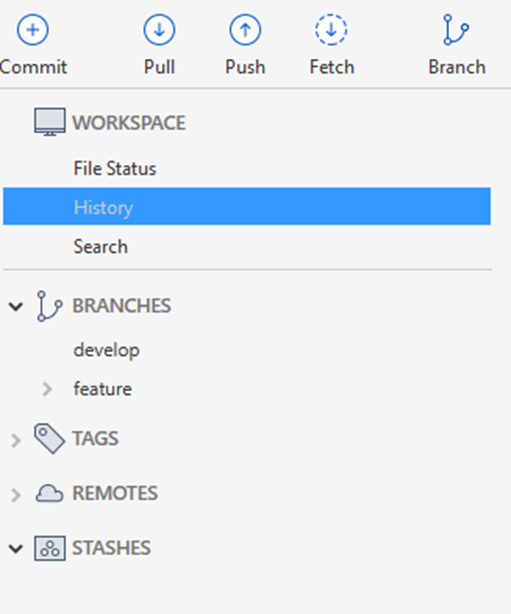 Commit Pull Push Fetch Branch
WORKSPACE
File Status
History
Search
BRANCHES
develop
feature
TAGS
REMOTES
STASHES